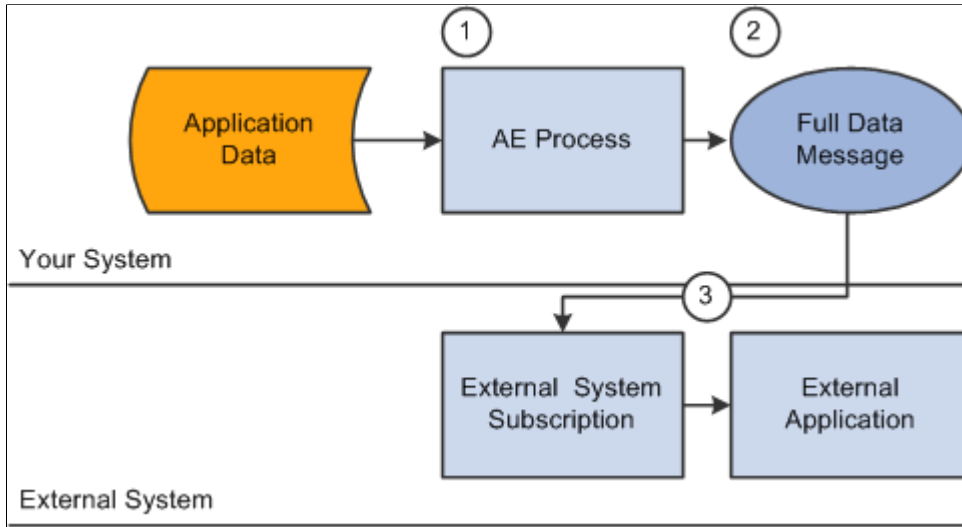 1
2
Application
Data
AE Process
Full Data
Message
Your System
3
External System
Subscription
External
Application
External System